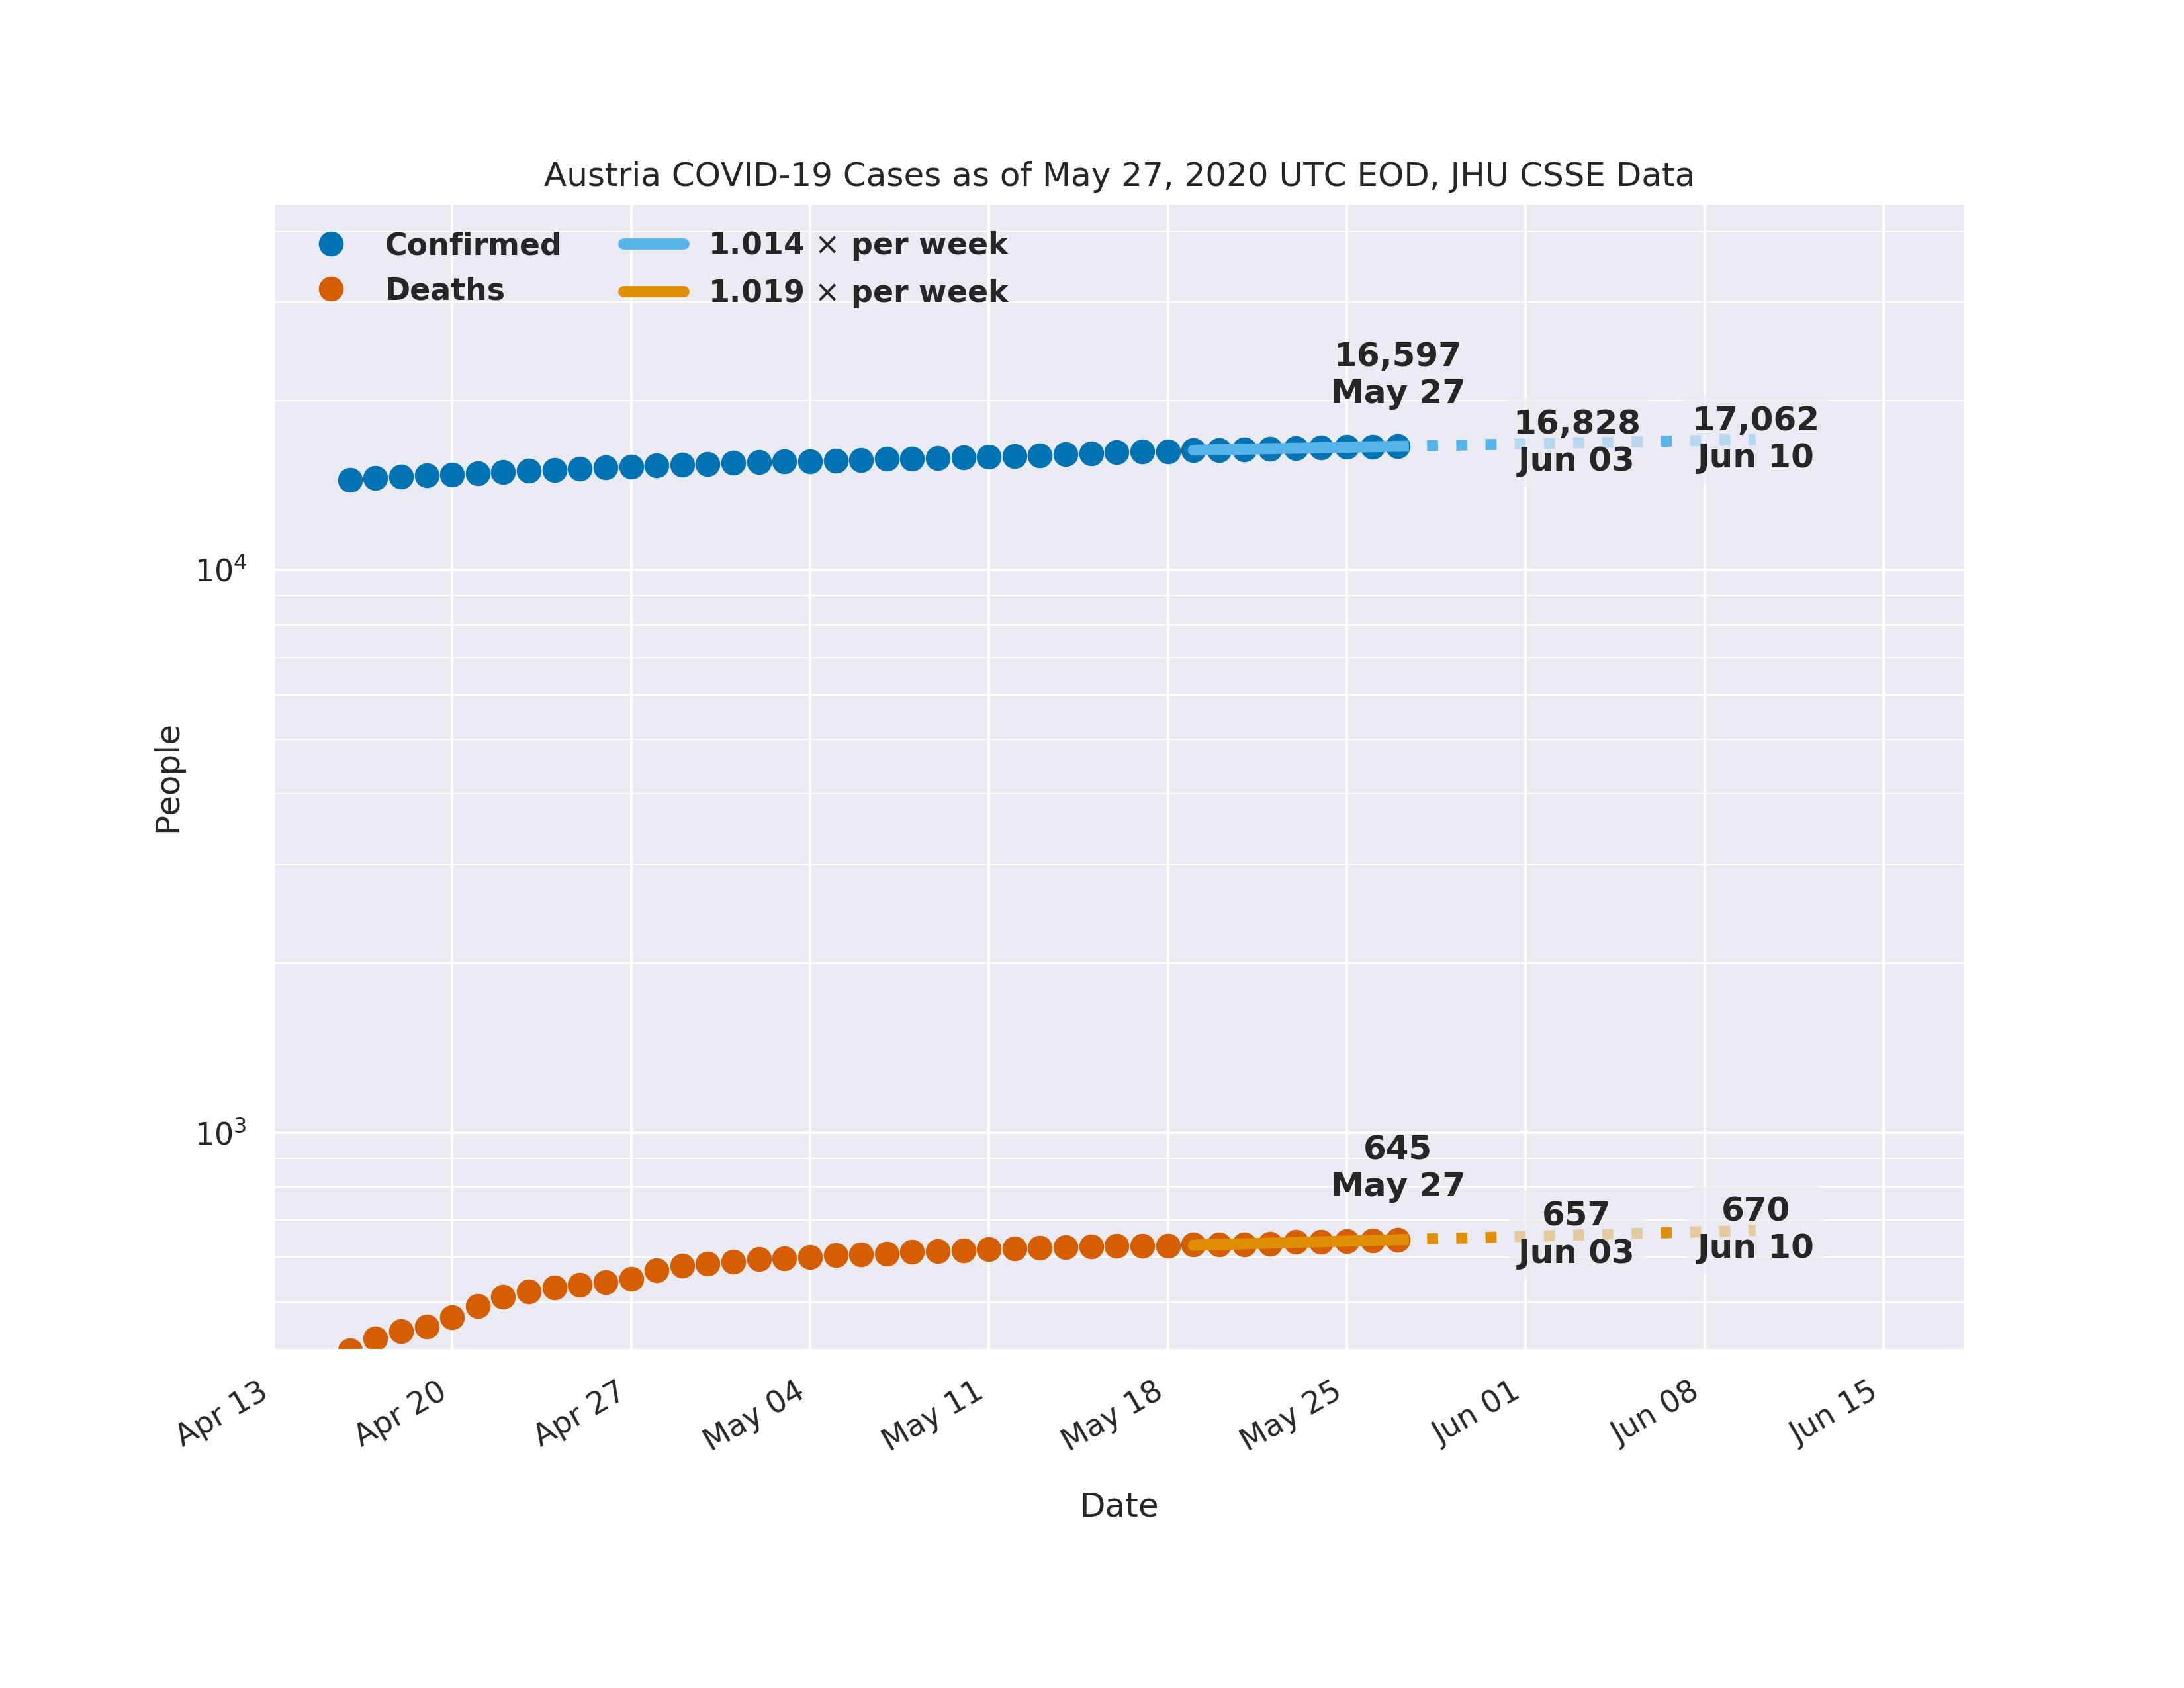 Austria COVID-19 Cases as of May 27, 2020 UTC EOD, JHU CSSE Data
Confirmed
Deaths
1.014 × per week
1.019 × per week
16,597
May 27
16,828
Jun 03
17,062
Jun 10
10⁴
People
10³
645
May 27
657
Jun 03
670
Jun 10
Apr 13
Apr 20
Apr 27
May 04
May 11
May 18
May 25
Jun 01
Jun 08
Jun 15
Date